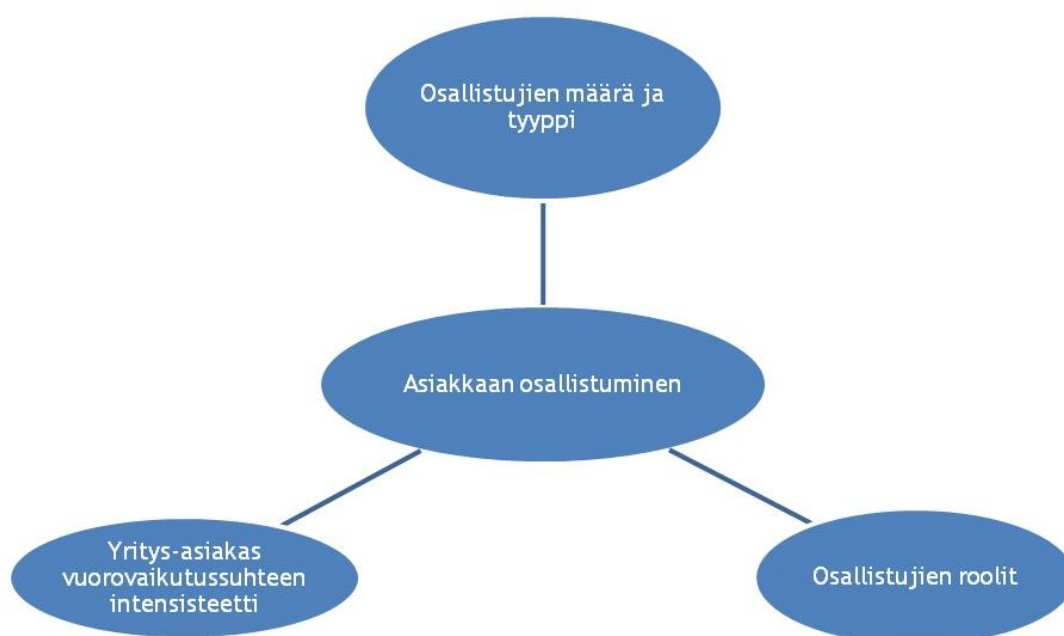 Osallistujien määrä ja
tyyppi
Asiakkaan osallistuminen
Yritys-asiakas
vuorovaikutussuhteen
intensisteetti
Osallistujien roolit